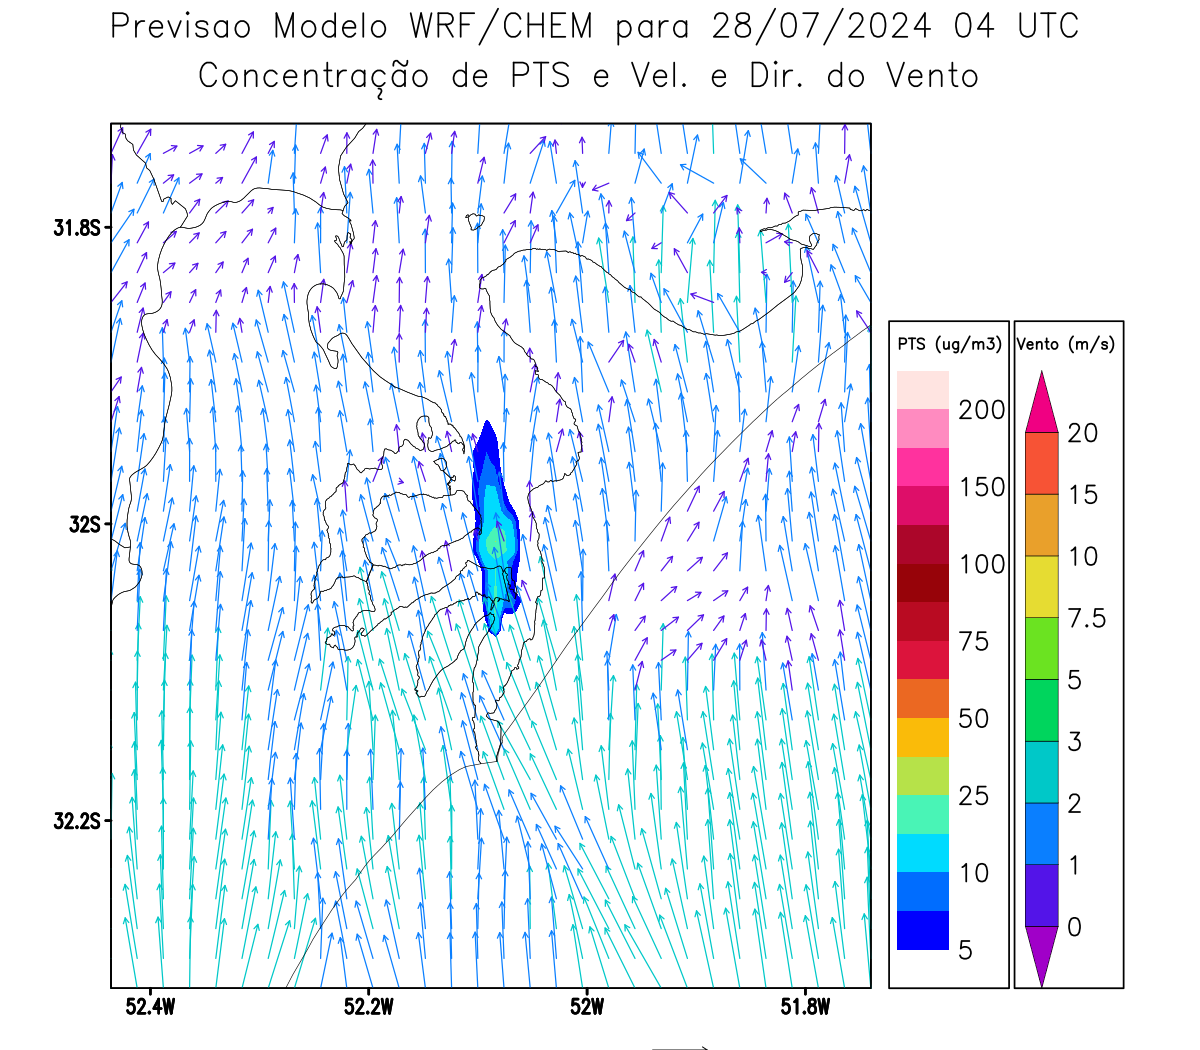 Previsao Modelo WRF/CHEM para 28/07/2024 04 UTC
Concentração de PTS e Vel. e Dir. do Vento
31.8S
32S
32.2S
52.4W 52.2W 52W 51.8W
PTS (ug/m3)
200
150
100
75
50
25
10
5
Vento (m/s)
20
15
10
7.5
5
3
2
1
0